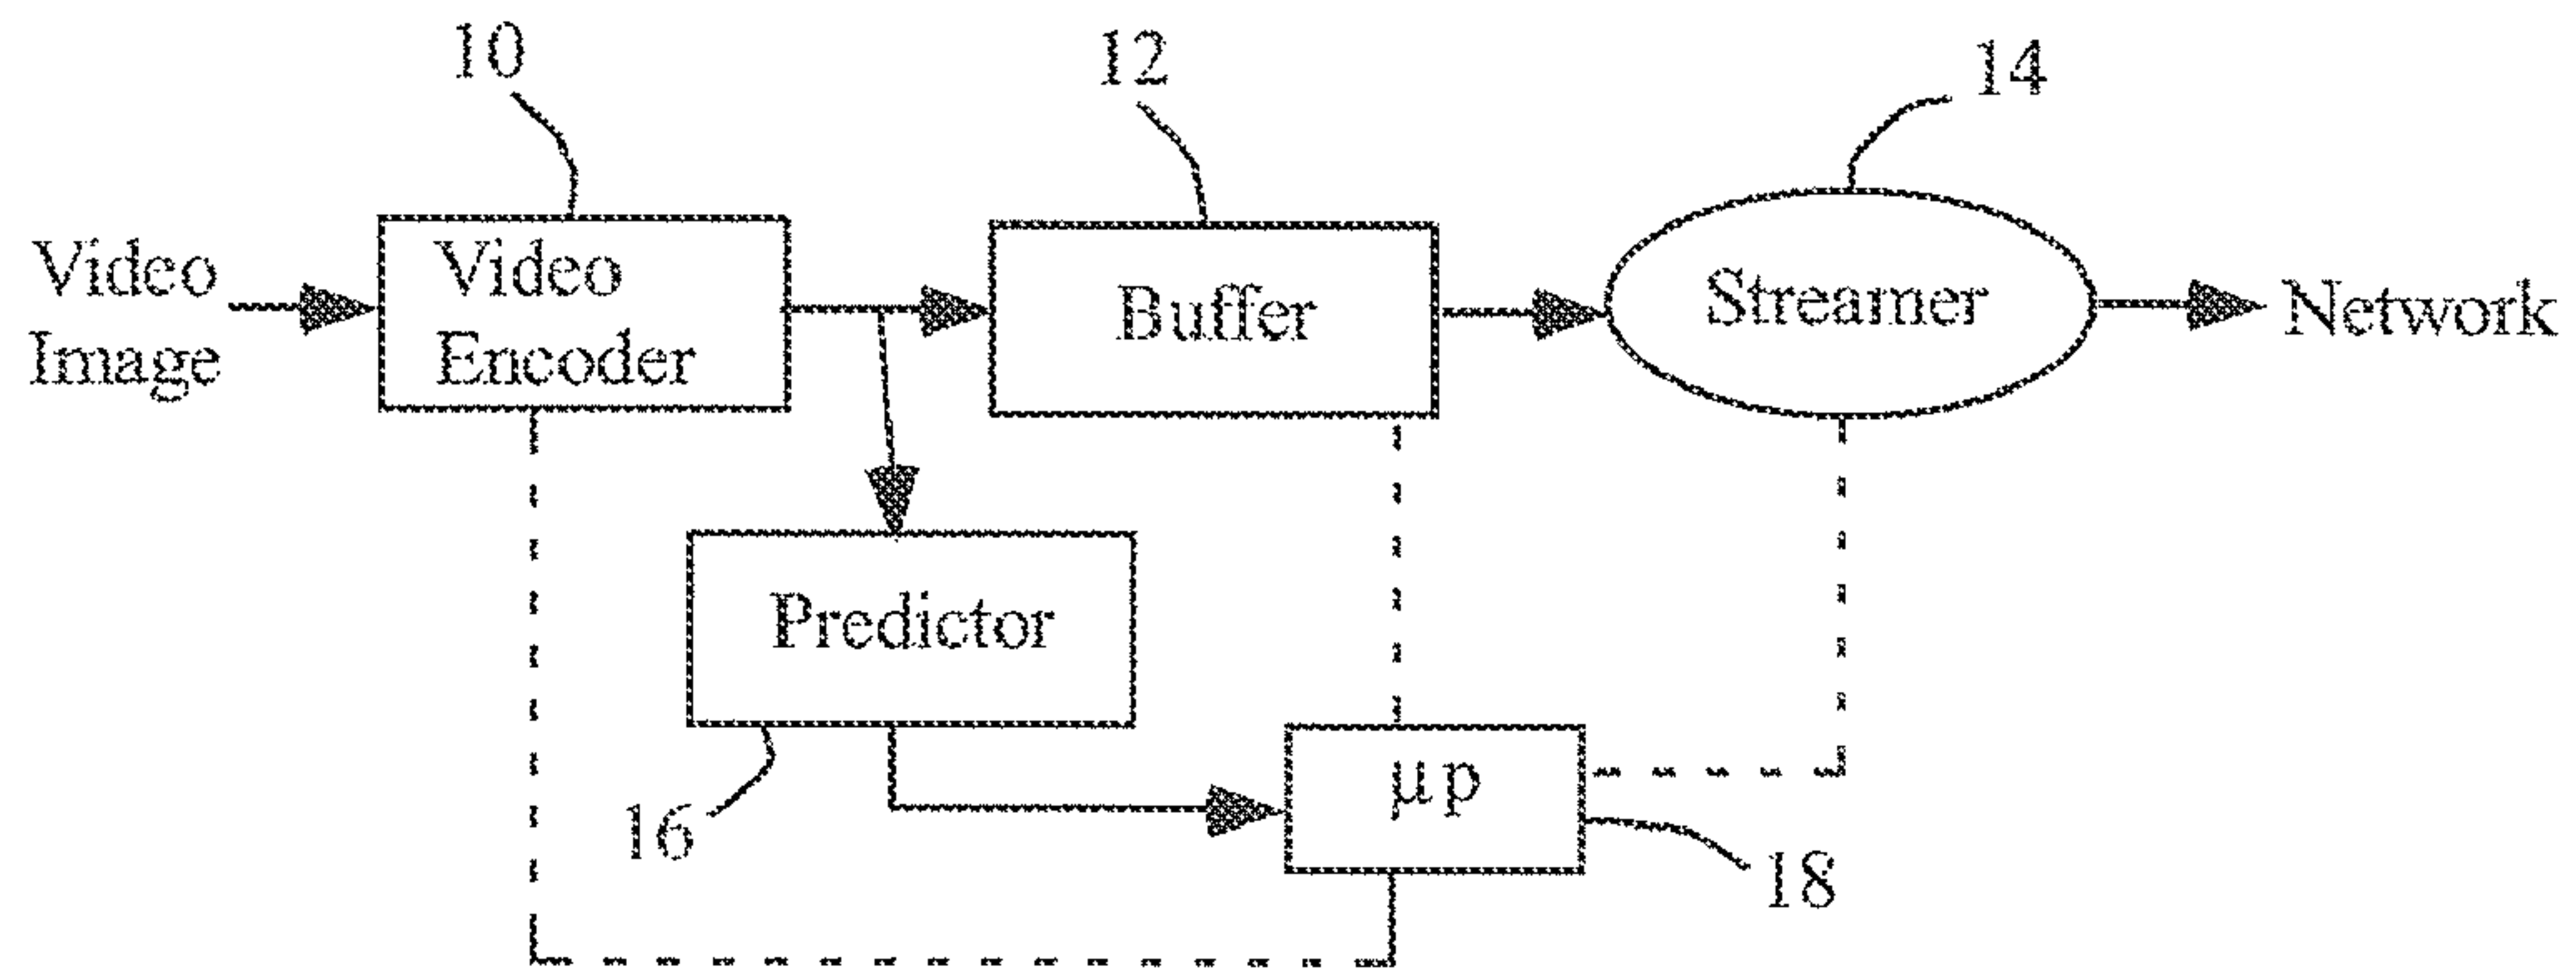 10
12
14
Video
Image
Video
Encoder
Buffer
Streamer
Network
Predictor
16
µp
18